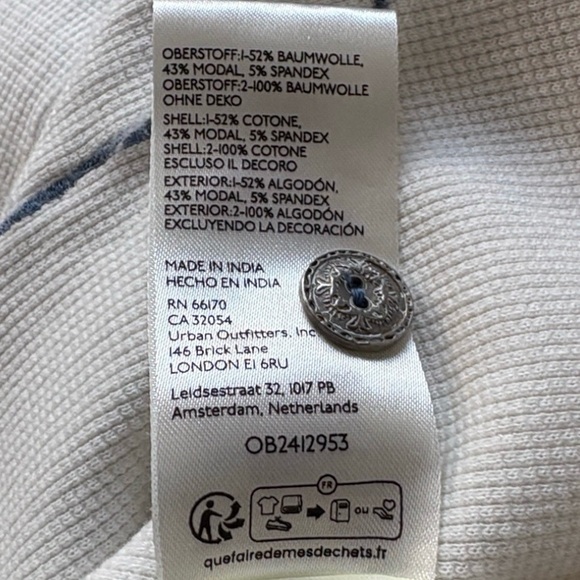 OBERSTOFF:1-52% BAUMWOLLE,
43% MODAL, 5% SPANDEX
OBERSTOFF:2-100% BAUMWOLLE
OHNE DEKO
SHELL:1-52% COTONE,
43% MODAL, 5% SPANDEX
SHELL:2-100% COTONE
ESCLUSO IL DECORO
EXTERIOR:1-52% ALGODÓN,
43% MODAL, 5% SPANDEX
EXTERIOR:2-100% ALGODÓN
EXCLUYENDO LA DECORACIÓN
MADE IN INDIA
HECHO EN INDIA
RN 66170
CA 32054
Urban Outfitters, Inc
146 Brick Lane
LONDON E1 6RU
Leidsestraat 32, 1017 PB
Amsterdam, Netherlands
OB2412953
FR
OU
quefairedemesdechets.fr